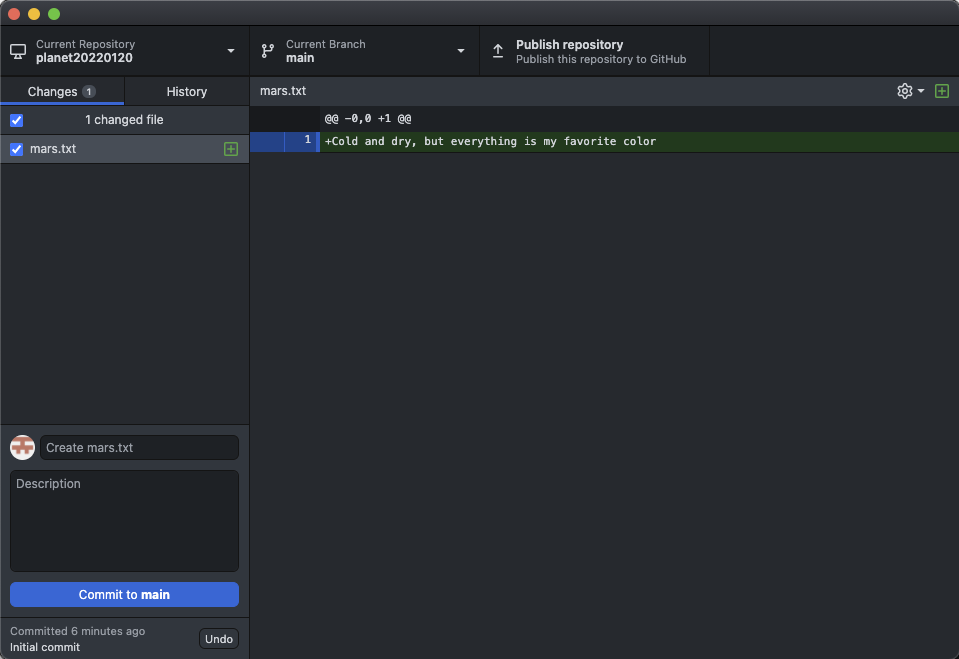 Current Repository
planet20220120
Current Branch
main
Publish repository
Publish this repository to GitHub
Changes 1
History
mars.txt
1 changed file
@@ -0,0 +1 @@
mars.txt
1 +Cold and dry, but everything is my favorite color
Create mars.txt
Description
Commit to main
Committed 6 minutes ago
Initial commit
Undo